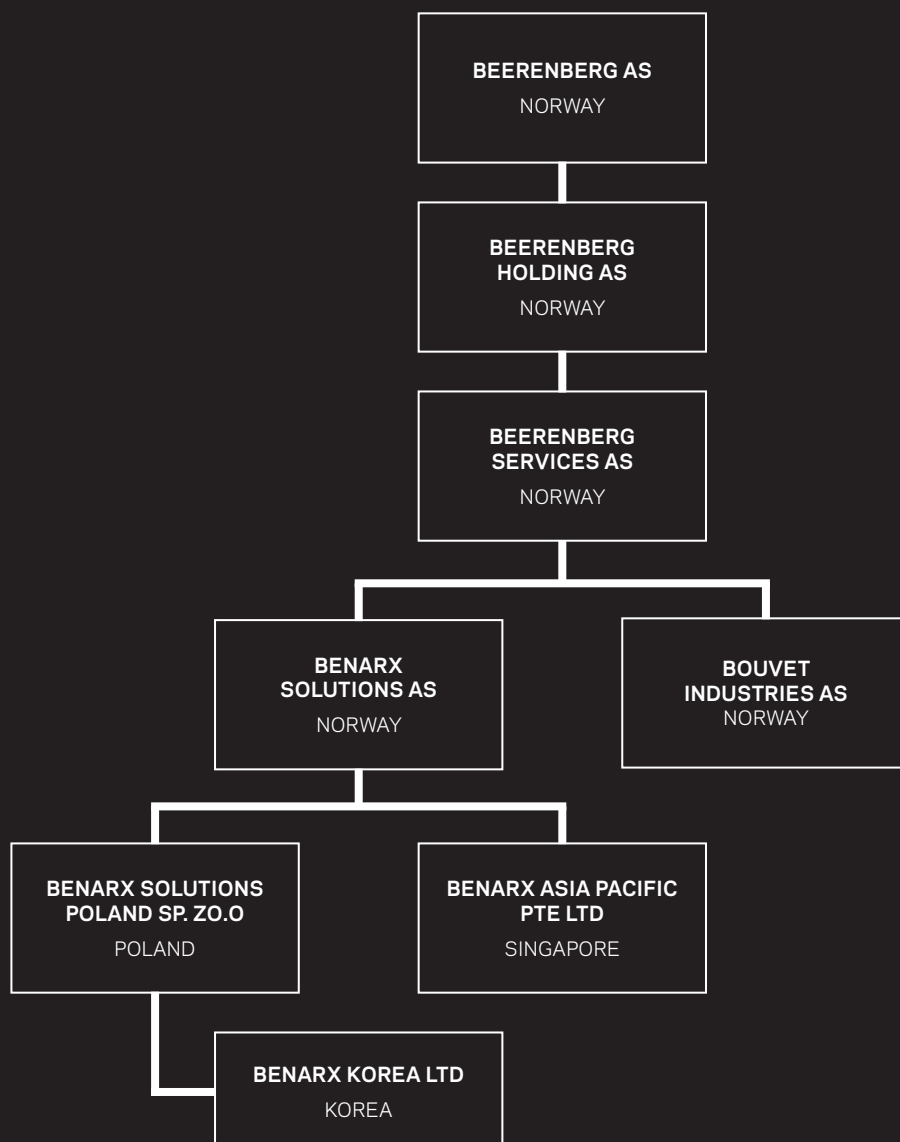 BEERENBERG AS
NORWAY
BEERENBERG
HOLDING AS
NORWAY
BEERENBERG
SERVICES AS
NORWAY
BENARX
SOLUTIONS AS
NORWAY
BOUVET
INDUSTRIES AS
NORWAY
BENARX SOLUTIONS
POLAND SP. ZO.O
POLAND
BENARX ASIA PACIFIC
PTE LTD
SINGAPORE
BENARX KOREA LTD
KOREA